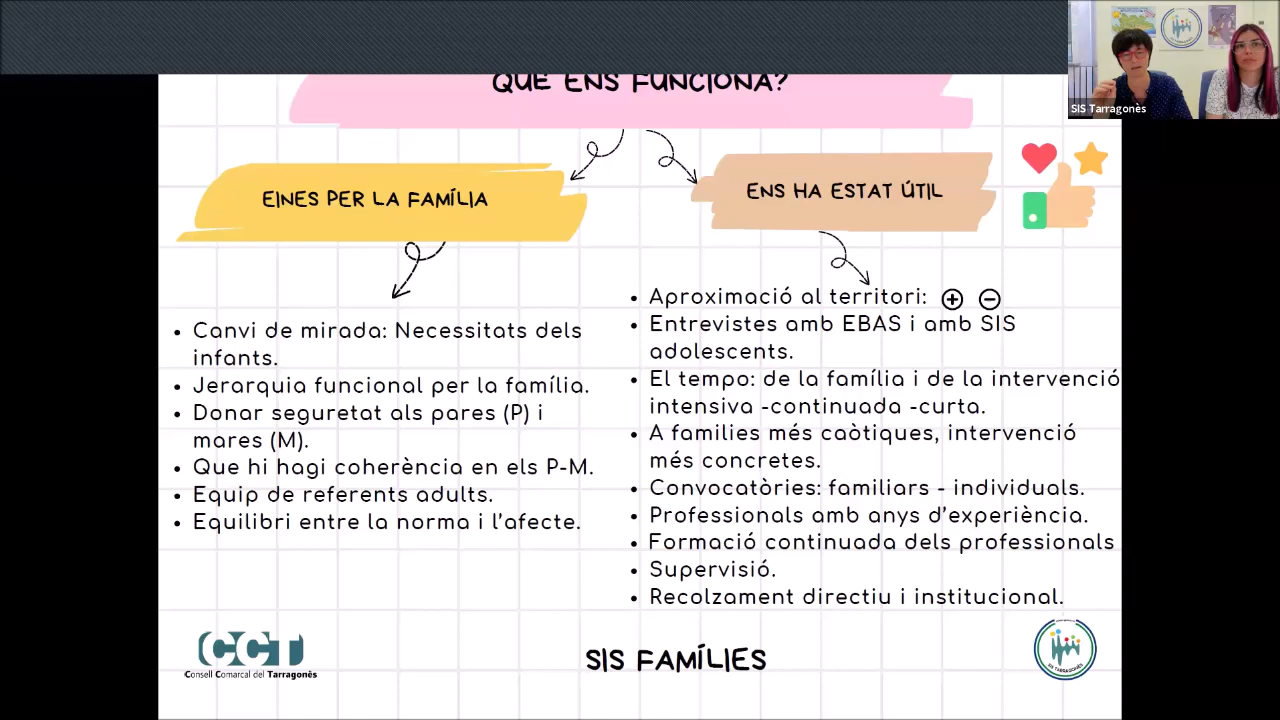 QUÈ ENS FUNCIONA?
SIS Tarragonès
EINES PER LA FAMÍLIA
ENS HA ESTAT ÚTIL
• Canvi de mirada: Necessitats dels
infants.
• Jerarquia funcional per la família.
• Donar seguretat als pares (P) i
mares (M).
• Que hi hagi coherència en els P-M.
• Equip de referents adults.
• Equilibri entre la norma i l’afecte.
• Aproximació al territori: + −
• Entrevistes amb EBAS i amb SIS
adolescents.
• El tempo: de la família i de la intervenció
intensiva -continuada -curta.
• A families més caòtiques, intervenció
més concretes.
• Convocatòries: familiars - individuals.
• Professionals amb anys d’experiència.
• Formació continuada dels professionals
• Supervisió.
• Recolzament directiu i institucional.
CCT
Consell Comarcal del Tarragonès
SIS FAMÍLIES
SIS TARRAGONÈS